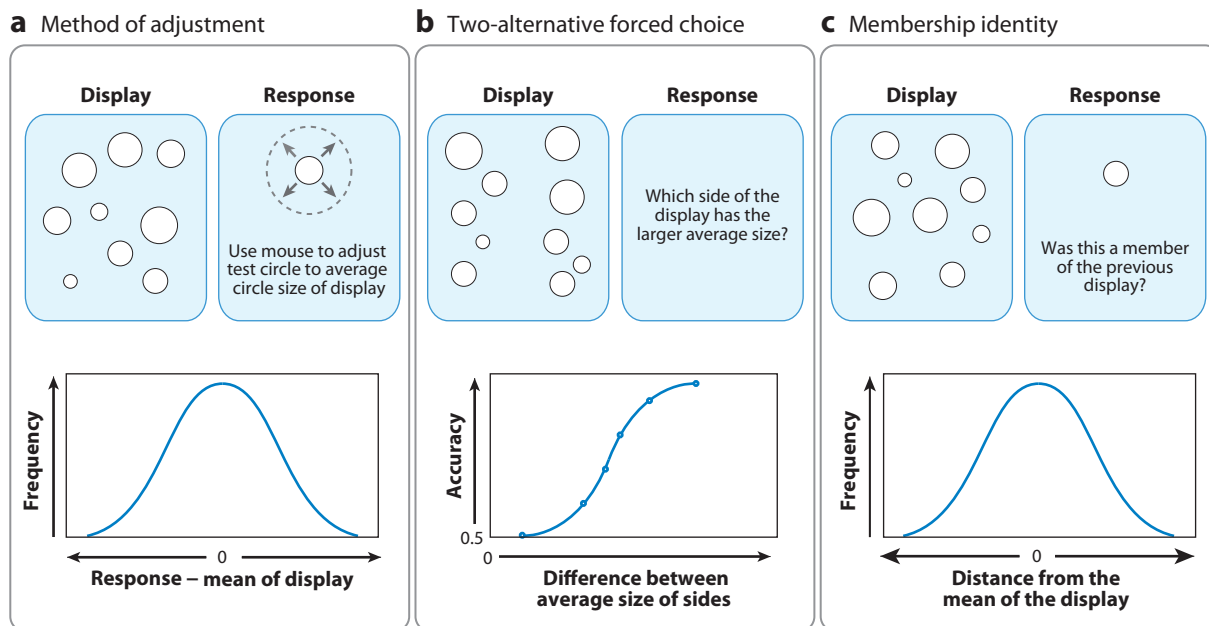 a Method of adjustment
Display
Response
Use mouse to adjust
test circle to average
circle size of display
Frequency
0
Response – mean of display
b Two-alternative forced choice
Display
Response
Which side of the
display has the
larger average size?
Accuracy
0.5
0
Difference between
average size of sides
c Membership identity
Display
Response
Was this a member
of the previous
display?
Frequency
0
Distance from the
mean of the display